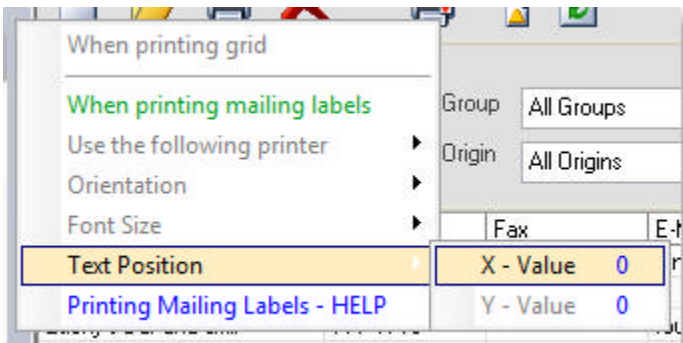 When printing grid
When printing mailing labels
Use the following printer
Orientation
Font Size
Text Position
Printing Mailing Labels - HELP
Group All Groups
Origin All Origins
Fax
X - Value 0
Y - Value 0